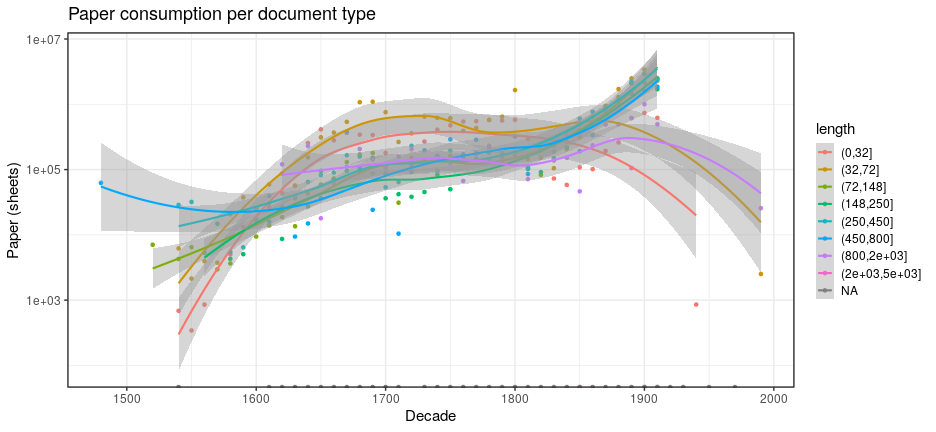 Paper consumption per document type
1e+07
1e+05
1e+03
Paper (sheets)
1500 1600 1700 1800 1900 2000
Decade
length
(0,32]
(32,72]
(72,148]
(148,250]
(250,450]
(450,800]
(800,2e+03]
(2e+03,5e+03]
NA